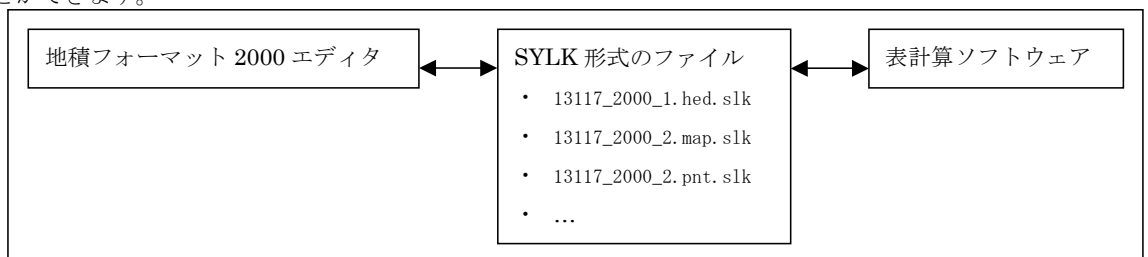 とができます。
地積フォーマット 2000 エディタ
SYLK 形式のファイル
・ 13117_2000_1.hed.slk
・ 13117_2000_2.map.slk
・ 13117_2000_2.pnt.slk
・ …
表計算ソフトウェア